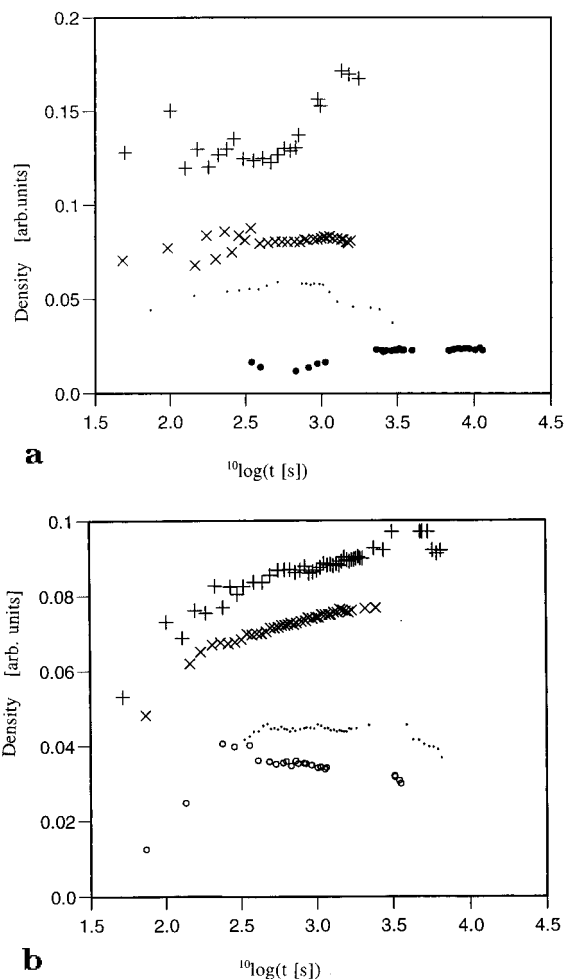 0.2
0.15
0.1
0.05
0.0
Density [arb.units]
1.5 2.0 2.5 3.0 3.5 4.0 4.5
a
¹⁰log(t [s])
0.1
0.08
0.06
0.04
0.02
0.0
Density [arb. units]
1.5 2.0 2.5 3.0 3.5 4.0 4.5
b
¹⁰log(t [s])